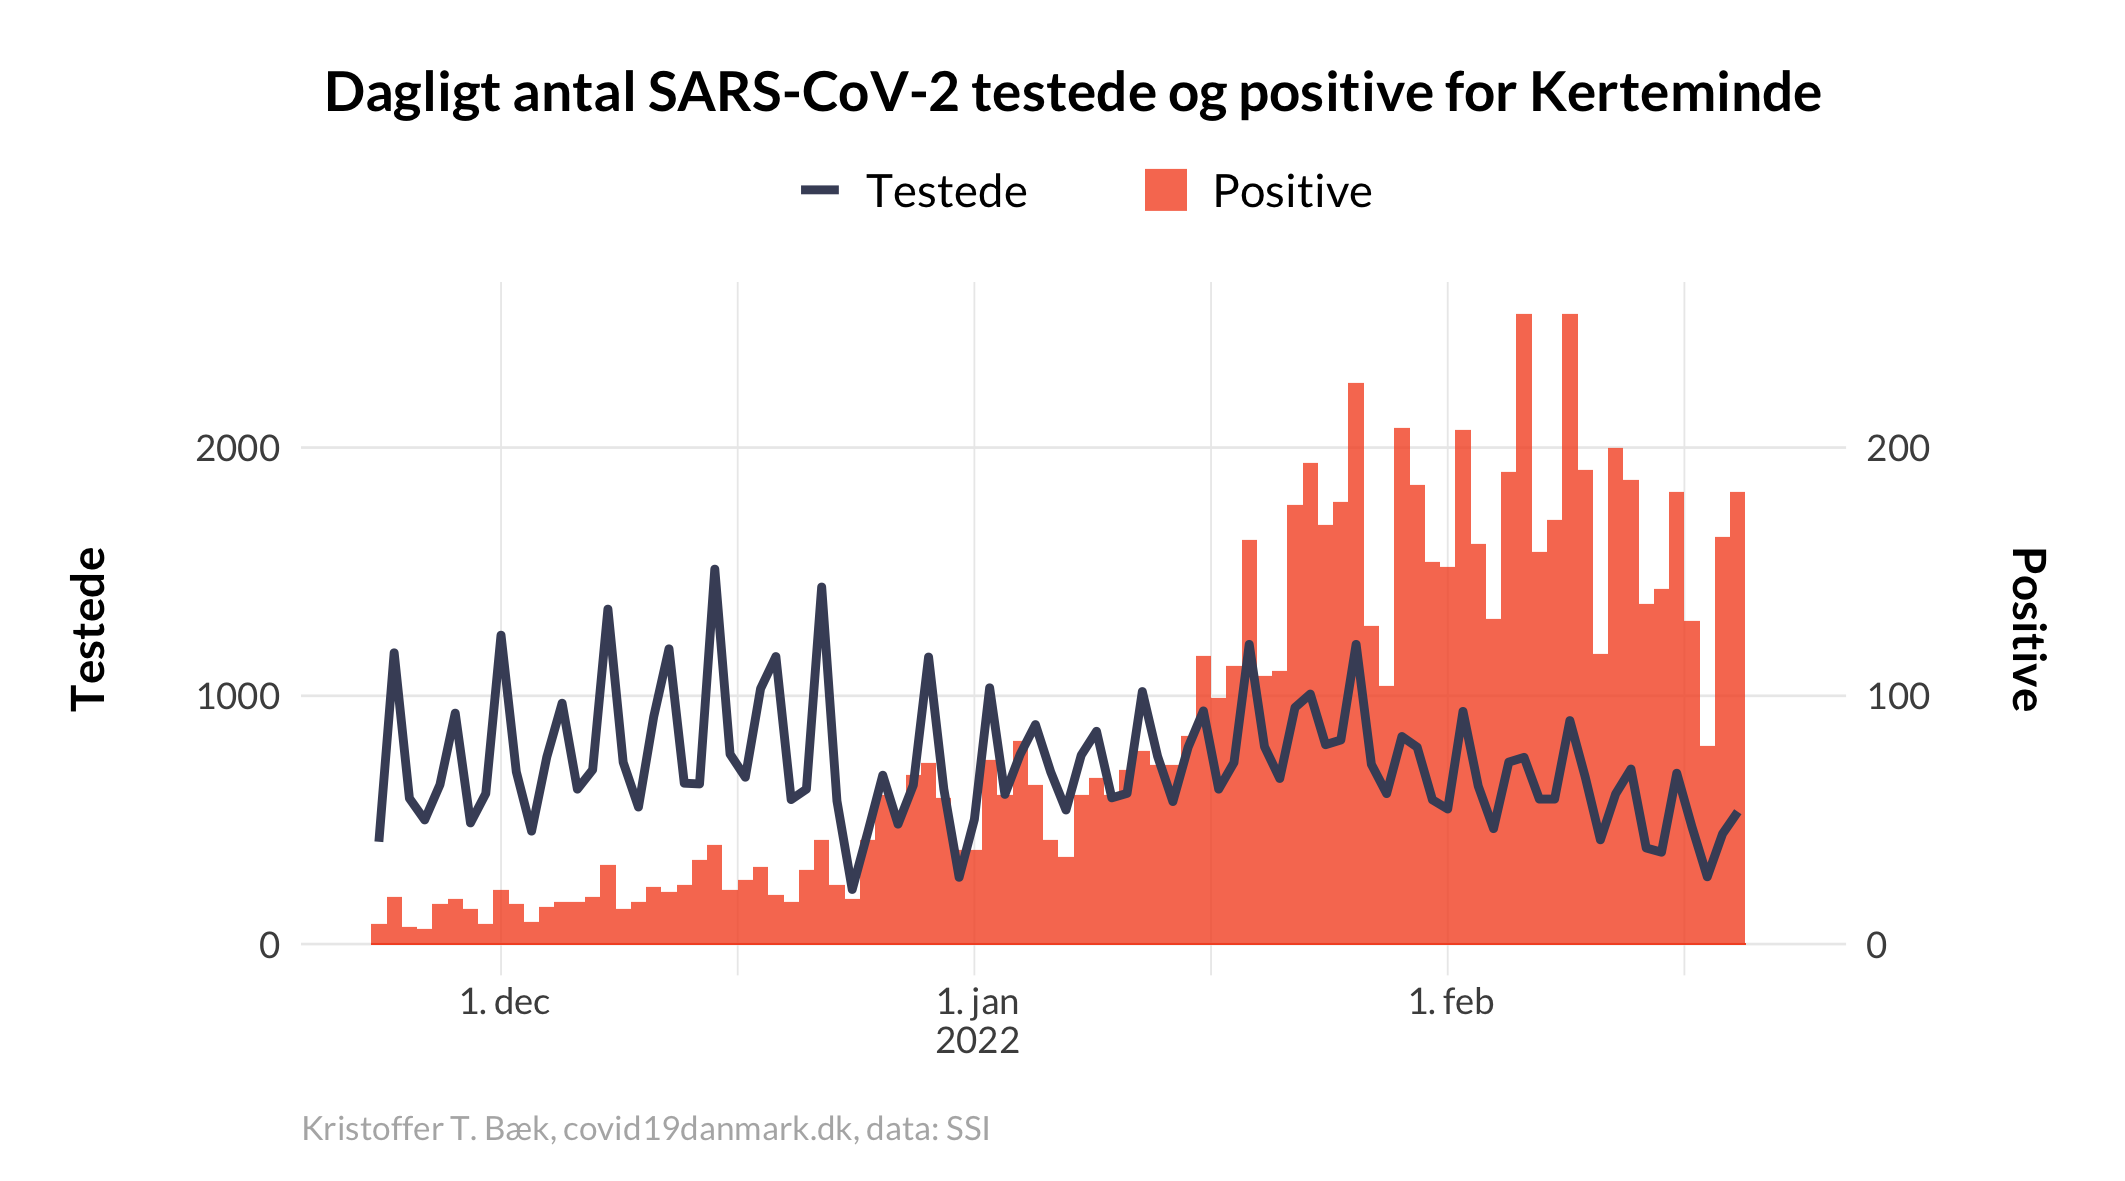 Dagligt antal SARS-CoV-2 testede og positive for Kerteminde
Testede
Positive
2000
1000
0
Testede
200
100
0
Positive
1. dec
1. jan
2022
1. feb
Kristoffer T. Bæk, covid19danmark.dk, data: SSI